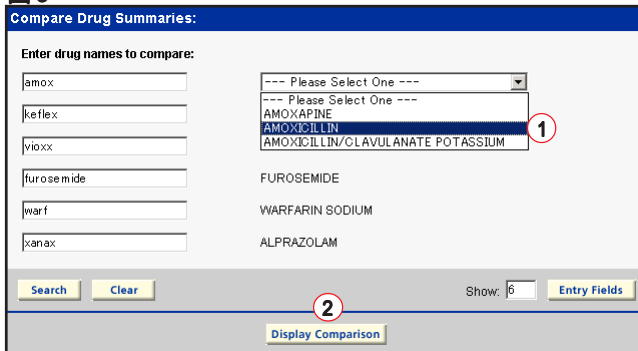 Compare Drug Summaries:
Enter drug names to compare:
amox --- Please Select One ---
--- Please Select One ---
keflex AMOXAPINE
AMOXICILLIN ①
vioxx AMOXICILLIN/CLAVULANATE POTASSIUM
furosemide FUROSEMIDE
warf WARFARIN SODIUM
xanax ALPRAZOLAM
Search Clear Show: 6 Entry Fields
②
Display Comparison